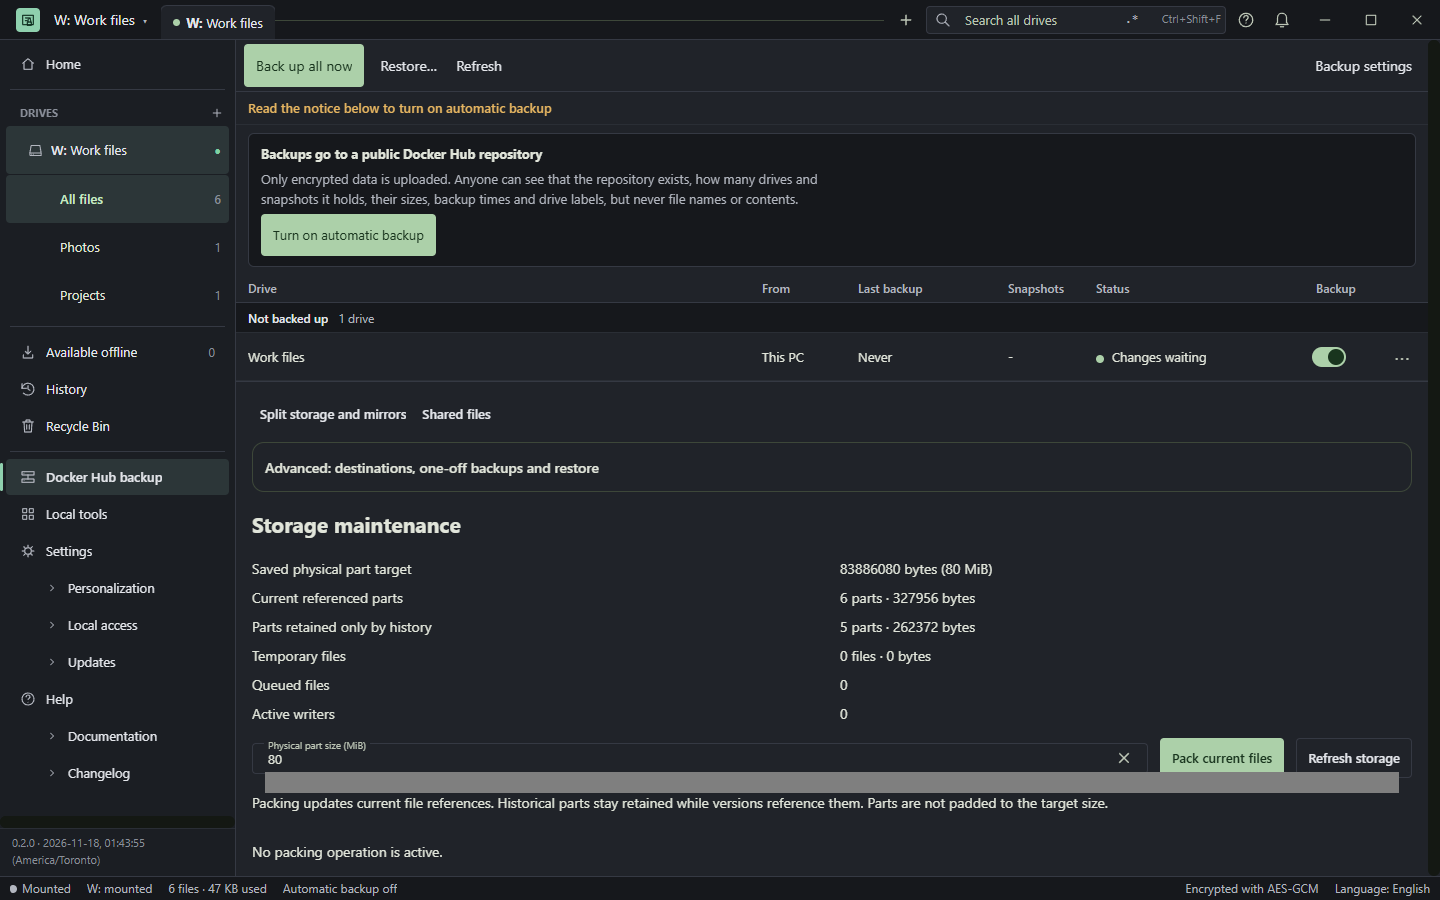 W: Work files
W: Work files
Search all drives
.*
Ctrl+Shift+F
Home
DRIVES
W: Work files
All files 6
Photos 1
Projects 1
Available offline 0
History
Recycle Bin
Docker Hub backup
Local tools
Settings
Personalization
Local access
Updates
Help
Documentation
Changelog
0.2.0 · 2026-11-18, 01:43:55
(America/Toronto)
Back up all now
Restore...
Refresh
Backup settings
Read the notice below to turn on automatic backup
Backups go to a public Docker Hub repository
Only encrypted data is uploaded. Anyone can see that the repository exists, how many drives and
snapshots it holds, their sizes, backup times and drive labels, but never file names or contents.
Turn on automatic backup
Drive From Last backup Snapshots Status Backup
Not backed up 1 drive
Work files This PC Never - Changes waiting ...
Split storage and mirrors Shared files
Advanced: destinations, one-off backups and restore
Storage maintenance
Saved physical part target 83886080 bytes (80 MiB)
Current referenced parts 6 parts · 327956 bytes
Parts retained only by history 5 parts · 262372 bytes
Temporary files 0 files · 0 bytes
Queued files 0
Active writers 0
Physical part size (MiB)
80
Pack current files
Refresh storage
Packing updates current file references. Historical parts stay retained while versions reference them. Parts are not padded to the target size.
No packing operation is active.
Mounted W: mounted 6 files · 47 KB used Automatic backup off Encrypted with AES-GCM Language: English